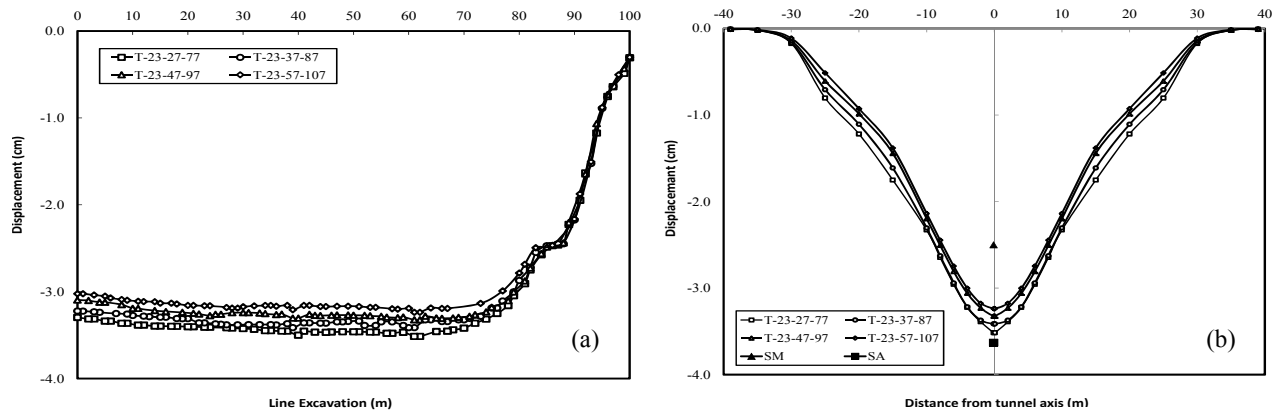 0 10 20 30 40 50 60 70 80 90 100
0.0
-1.0
-2.0
-3.0
-4.0
Displacement (cm)
T-23-27-77 T-23-37-87
T-23-47-97 T-23-57-107
(a)
Line Excavation (m)
-40 -30 -20 -10 0 10 20 30 40
0.0
-1.0
-2.0
-3.0
-4.0
Displacemant (cm)
T-23-27-77 T-23-37-87
T-23-47-97 T-23-57-107
SM SA
(b)
Distance from tunnel axis (m)